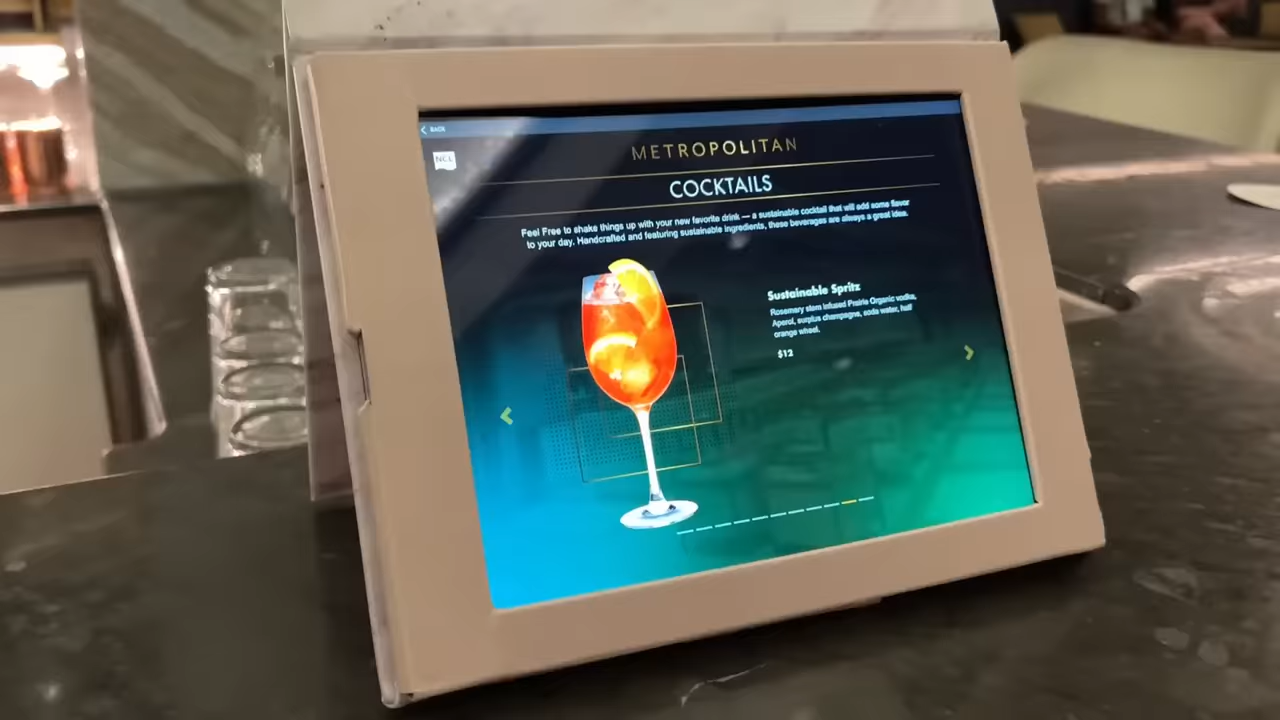 BACK
NCL
METROPOLITAN
COCKTAILS
Feel Free to shake things up with your new favorite drink — a sustainable cocktail that will add some flavor
to your day. Handcrafted and featuring sustainable ingredients, these beverages are always a great idea.
Sustainable Spritz
Rosemary stem infused Prairie Organic vodka,
Aperol, surplus champagne, soda water, half
orange wheel.
$12